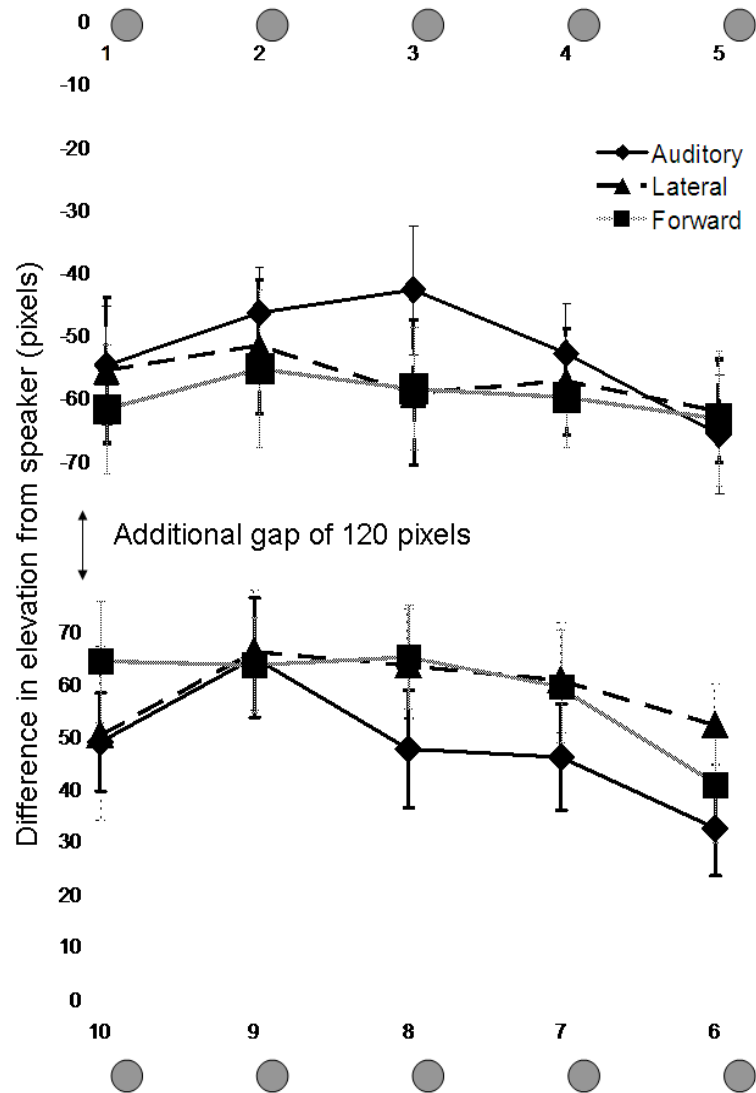 0
1 2 3 4 5
-10
-20
-30
-40
-50
-60
-70
Auditory
Lateral
Forward
Difference in elevation from speaker (pixels)
Additional gap of 120 pixels
70
60
50
40
30
20
10
0
10 9 8 7 6